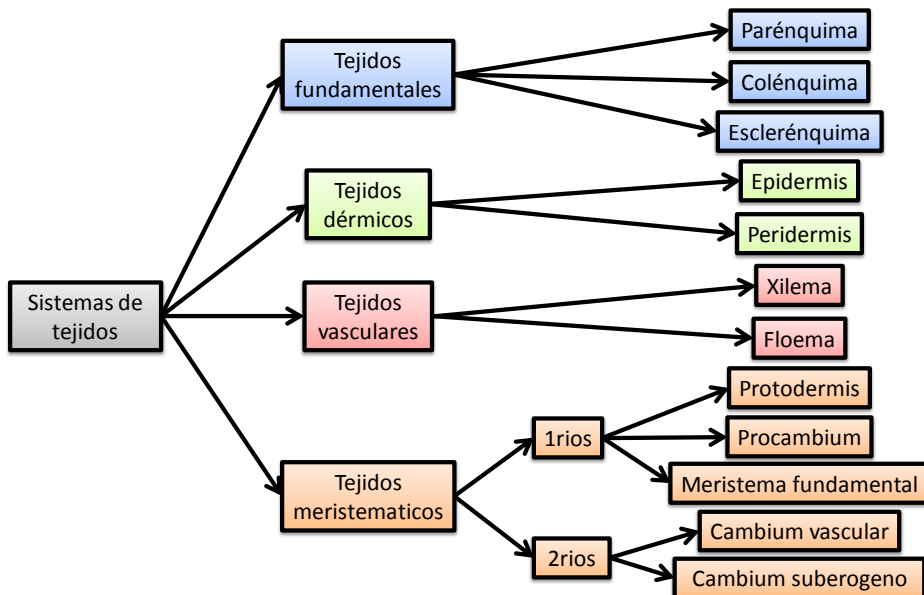 Tejidos
fundamentales
Parénquima
Colénquima
Esclerénquima
Tejidos
dérmicos
Epidermis
Peridermis
Sistemas de
tejidos
Tejidos
vasculares
Xilema
Floema
Tejidos
meristematicos
1rios
Protodermis
Procambium
Meristema fundamental
2rios
Cambium vascular
Cambium suberogeno